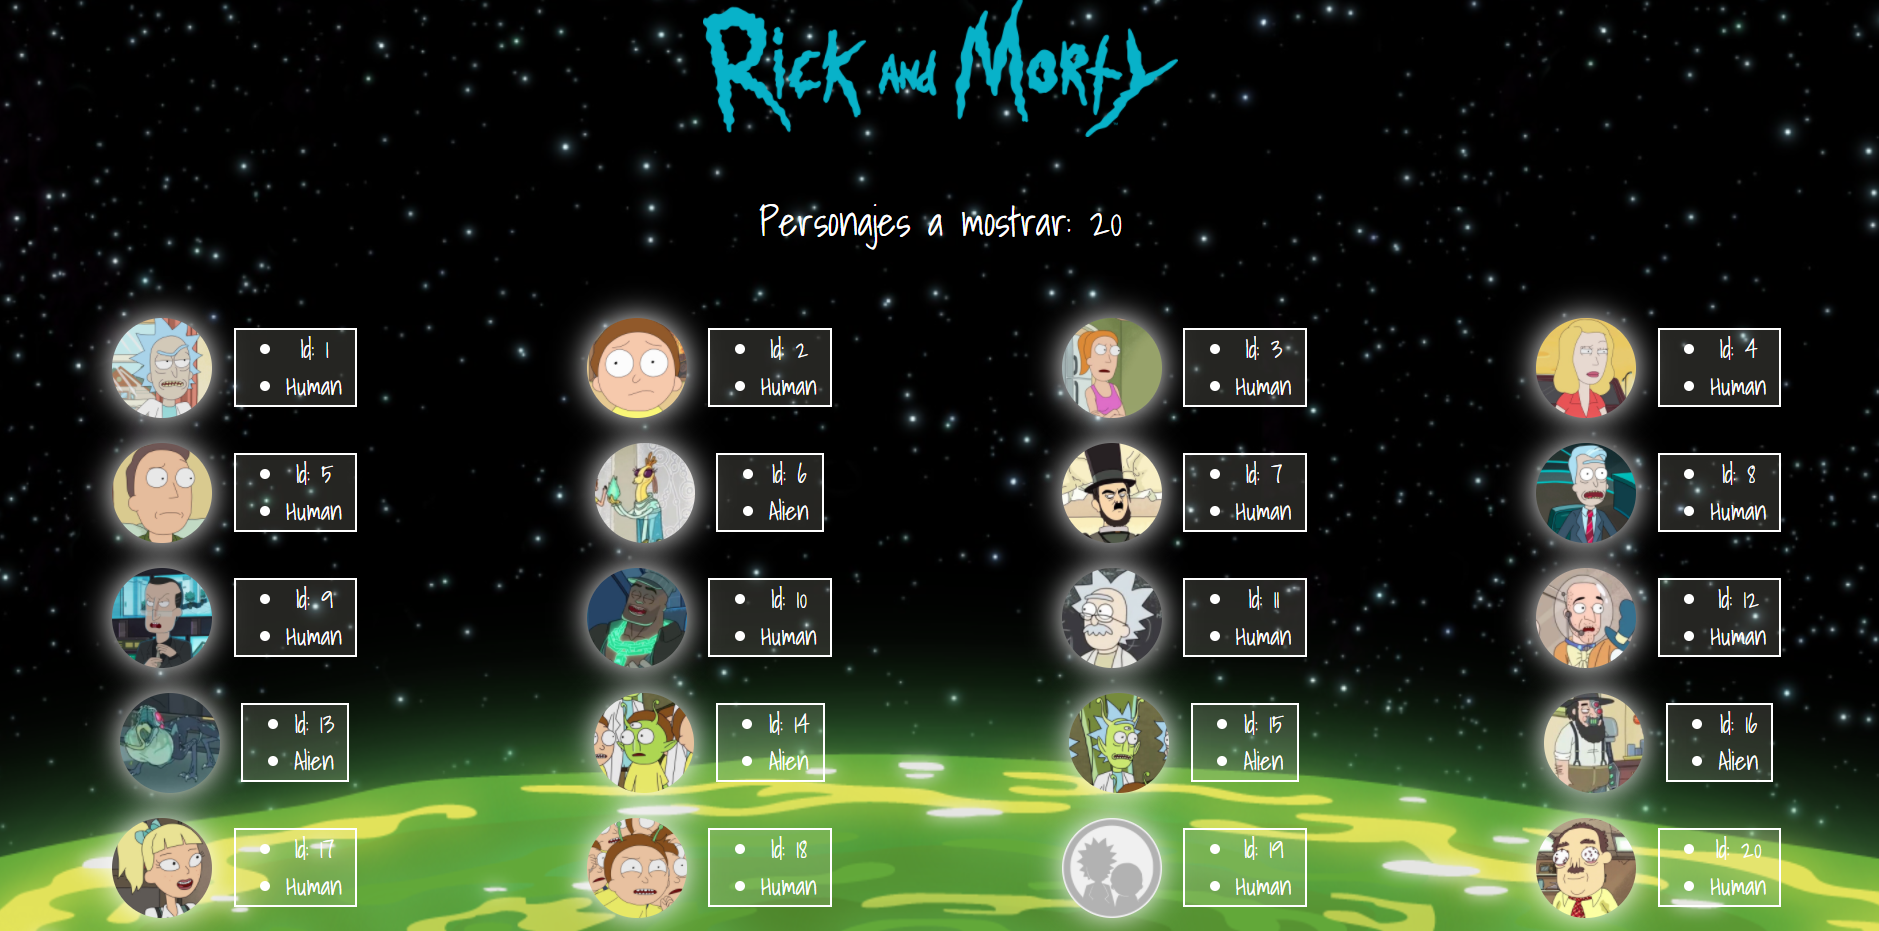 Rick and Morty
Personajes a mostrar: 20
Id: 1
Human
Id: 2
Human
Id: 3
Human
Id: 4
Human
Id: 5
Human
Id: 6
Alien
Id: 7
Human
Id: 8
Human
Id: 9
Human
Id: 10
Human
Id: 11
Human
Id: 12
Human
Id: 13
Alien
Id: 14
Alien
Id: 15
Alien
Id: 16
Alien
Id: 17
Human
Id: 18
Human
Id: 19
Human
Id: 20
Human